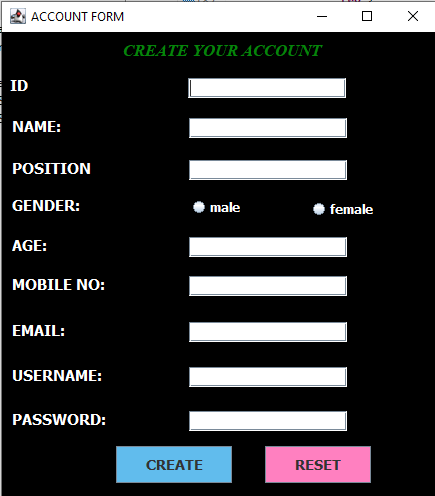 ACCOUNT FORM
CREATE YOUR ACCOUNT
ID
NAME:
POSITION
GENDER: male female
AGE:
MOBILE NO:
EMAIL:
USERNAME:
PASSWORD:
CREATE RESET